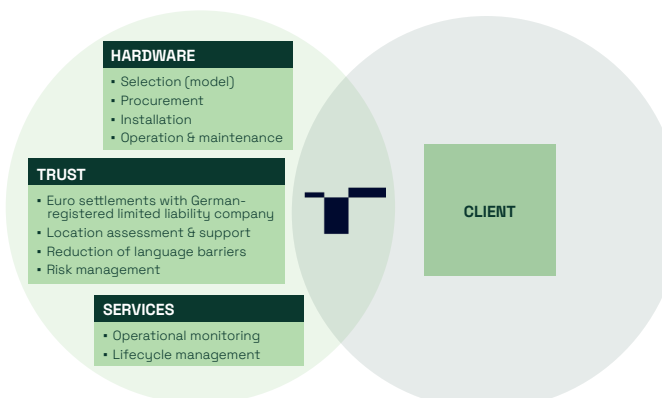 HARDWARE
▪ Selection (model)
▪ Procurement
▪ Installation
▪ Operation & maintenance
TRUST
▪ Euro settlements with German-
registered limited liability company
▪ Location assessment & support
▪ Reduction of language barriers
▪ Risk management
SERVICES
▪ Operational monitoring
▪ Lifecycle management
CLIENT